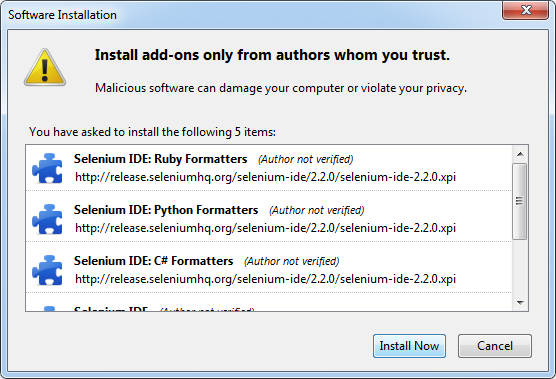 Software Installation
Install add-ons only from authors whom you trust.
Malicious software can damage your computer or violate your privacy.
You have asked to install the following 5 items:
Selenium IDE: Ruby Formatters (Author not verified)
http://release.seleniumhq.org/selenium-ide/2.2.0/selenium-ide-2.2.0.xpi
Selenium IDE: Python Formatters (Author not verified)
http://release.seleniumhq.org/selenium-ide/2.2.0/selenium-ide-2.2.0.xpi
Selenium IDE: C# Formatters (Author not verified)
http://release.seleniumhq.org/selenium-ide/2.2.0/selenium-ide-2.2.0.xpi
Selenium IDE (Author not verified)
Install Now Cancel